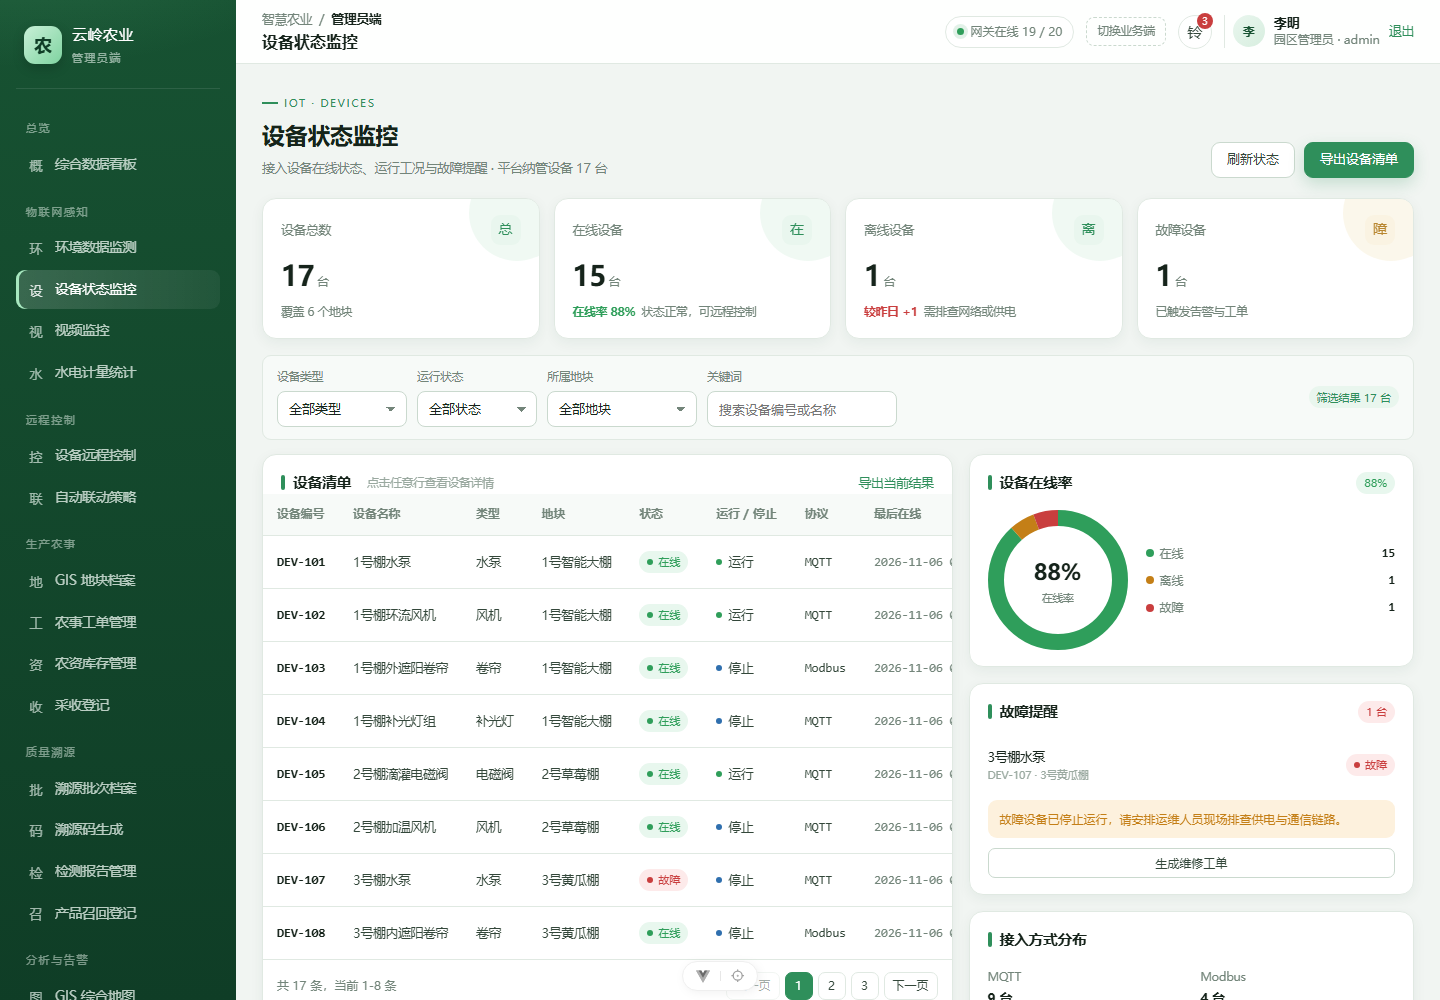 农
云岭农业
管理员端
总览
概 综合数据看板
物联网感知
环 环境数据监测
设 设备状态监控
视 视频监控
水 水电计量统计
远程控制
控 设备远程控制
联 自动联动策略
生产农事
地 GIS 地块档案
工 农事工单管理
资 农资库存管理
收 采收登记
质量溯源
批 溯源批次档案
码 溯源码生成
检 检测报告管理
召 产品召回登记
分析与告警
图 GIS 综合地图
智慧农业 / 管理员端
设备状态监控
网关在线 19 / 20
切换业务端
铃 3
李
李明
园区管理员 · admin
退出
IOT · DEVICES
设备状态监控
接入设备在线状态、运行工况与故障提醒 · 平台纳管设备 17 台
刷新状态
导出设备清单
设备总数 总
17 台
覆盖 6 个地块
在线设备 在
15 台
在线率 88% 状态正常，可远程控制
离线设备 离
1 台
较昨日 +1 需排查网络或供电
故障设备 障
1 台
已触发告警与工单
设备类型 运行状态 所属地块 关键词
全部类型 全部状态 全部地块 搜索设备编号或名称
筛选结果 17 台
设备清单 点击任意行查看设备详情 导出当前结果
设备编号 设备名称 类型 地块 状态 运行 / 停止 协议 最后在线
DEV-101 1号棚水泵 水泵 1号智能大棚 在线 运行 MQTT 2026-11-06
DEV-102 1号棚环流风机 风机 1号智能大棚 在线 运行 MQTT 2026-11-06
DEV-103 1号棚外遮阳卷帘 卷帘 1号智能大棚 在线 停止 Modbus 2026-11-06
DEV-104 1号棚补光灯组 补光灯 1号智能大棚 在线 停止 MQTT 2026-11-06
DEV-105 2号棚滴灌电磁阀 电磁阀 2号草莓棚 在线 运行 MQTT 2026-11-06
DEV-106 2号棚加温风机 风机 2号草莓棚 在线 停止 MQTT 2026-11-06
DEV-107 3号棚水泵 水泵 3号黄瓜棚 故障 停止 MQTT 2026-11-06
DEV-108 3号棚内遮阳卷帘 卷帘 3号黄瓜棚 在线 停止 Modbus 2026-11-06
共 17 条，当前 1-8 条
一页 1 2 3 下一页
设备在线率 88%
88%
在线率
在线 15
离线 1
故障 1
故障提醒 1 台
3号棚水泵
DEV-107 · 3号黄瓜棚
故障
故障设备已停止运行，请安排运维人员现场排查供电与通信链路。
生成维修工单
接入方式分布
MQTT Modbus
9 台 4 台